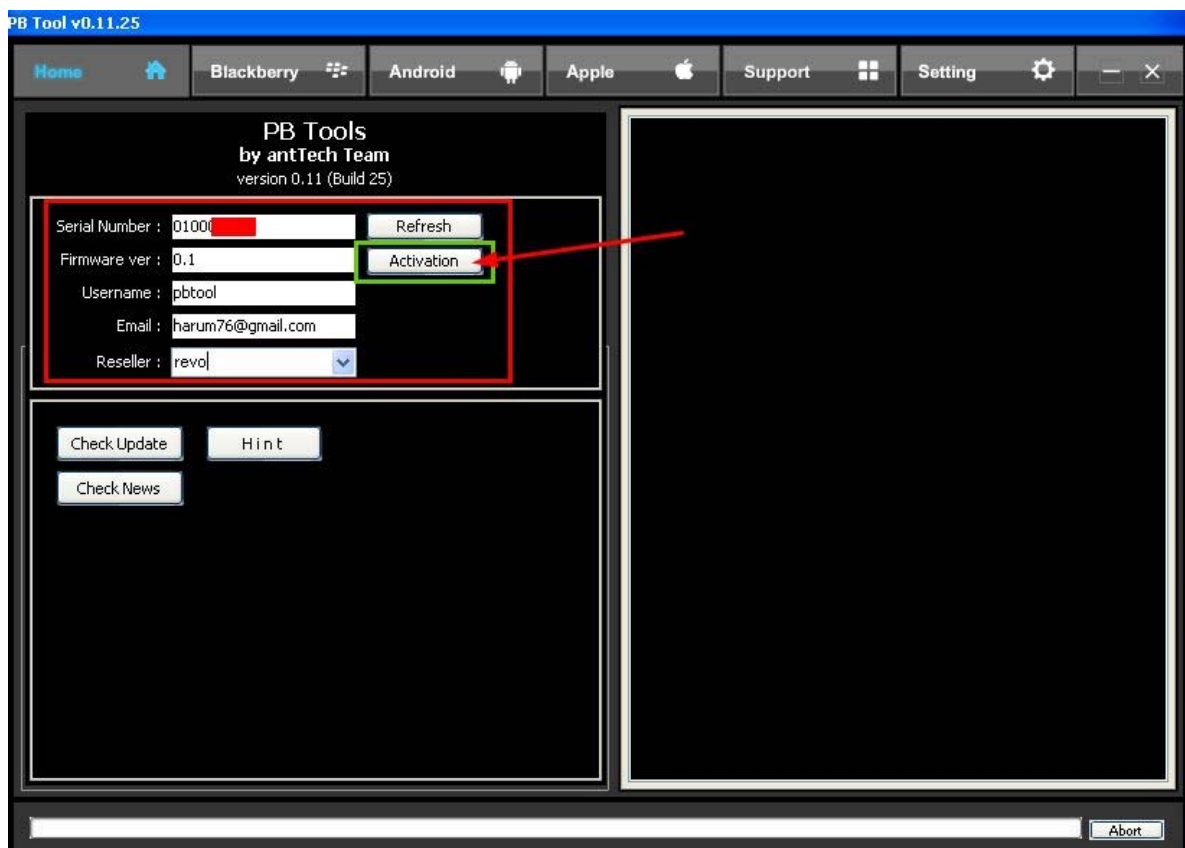 PB Tool v0.11.25
Home Blackberry Android Apple Support Setting
PB Tools
by antTech Team
version 0.11 (Build 25)
Serial Number : 0100 Refresh
Firmware ver : 0.1 Activation
Username : pbtool
Email : harum76@gmail.com
Reseller : revo
Check Update Hint
Check News
Abort